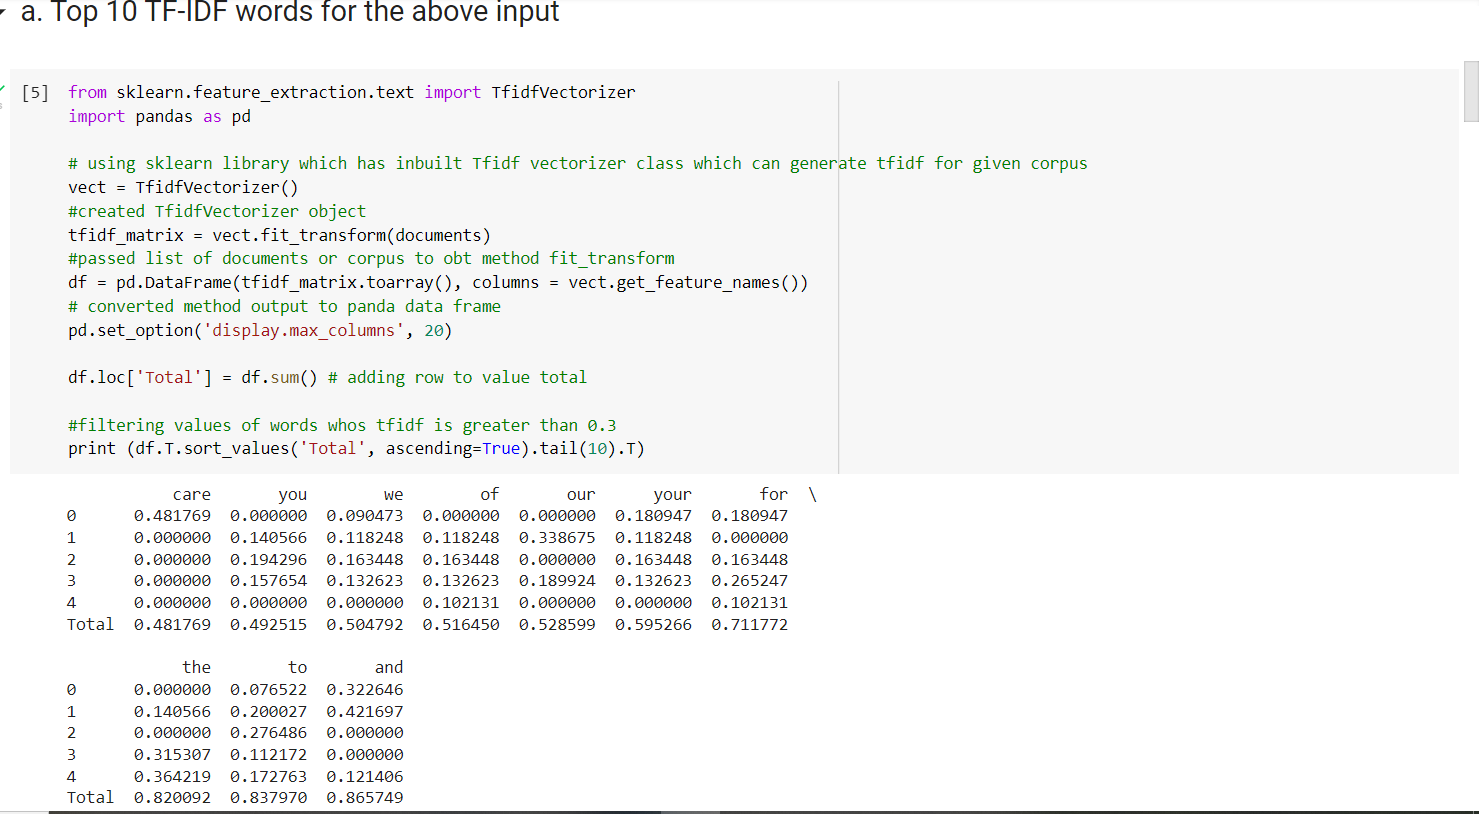 a. Top 10 TF-IDF words for the above input
[5] from sklearn.feature_extraction.text import TfidfVectorizer
import pandas as pd
# using sklearn library which has inbuilt Tfidf vectorizer class which can generate tfidf for given corpus
vect = TfidfVectorizer()
#created TfidfVectorizer object
tfidf_matrix = vect.fit_transform(documents)
#passed list of documents or corpus to obt method fit_transform
df = pd.DataFrame(tfidf_matrix.toarray(), columns = vect.get_feature_names())
# converted method output to panda data frame
pd.set_option('display.max_columns', 20)
df.loc['Total'] = df.sum() # adding row to value total
#filtering values of words whos tfidf is greater than 0.3
print (df.T.sort_values('Total', ascending=True).tail(10).T)
care you we of our your for \
0 0.481769 0.000000 0.090473 0.000000 0.000000 0.180947 0.180947
1 0.000000 0.140566 0.118248 0.118248 0.338675 0.118248 0.000000
2 0.000000 0.194296 0.163448 0.163448 0.000000 0.163448 0.163448
3 0.000000 0.157654 0.132623 0.132623 0.189924 0.132623 0.265247
4 0.000000 0.000000 0.000000 0.102131 0.000000 0.000000 0.102131
Total 0.481769 0.492515 0.504792 0.516450 0.528599 0.595266 0.711772
the to and
0 0.000000 0.076522 0.322646
1 0.140566 0.200027 0.421697
2 0.000000 0.276486 0.000000
3 0.315307 0.112172 0.000000
4 0.364219 0.172763 0.121406
Total 0.820092 0.837970 0.865749